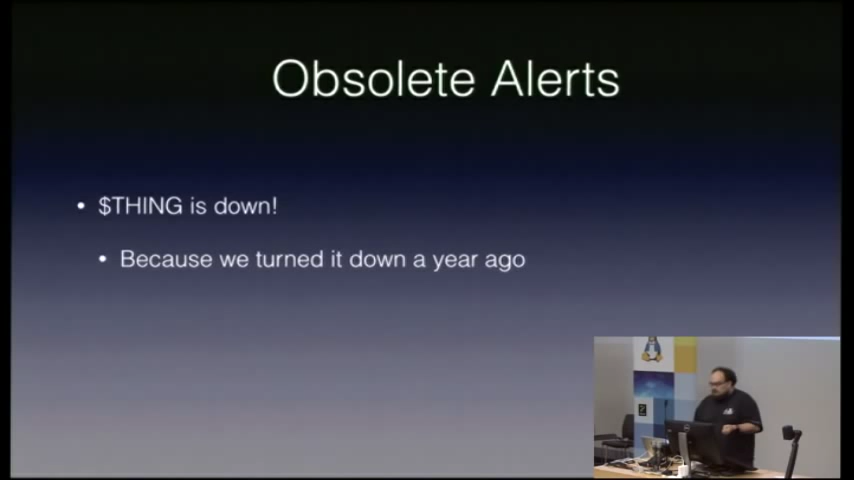 Obsolete Alerts
• $THING is down!
• Because we turned it down a year ago